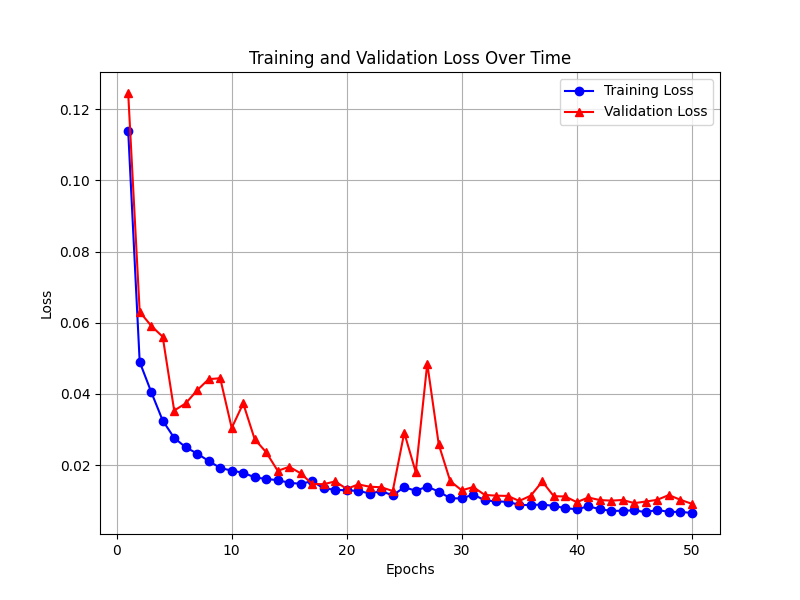 Training and Validation Loss Over Time
Training Loss
Validation Loss
0.12
0.10
0.08
0.06
0.04
0.02
Loss
0 10 20 30 40 50
Epochs